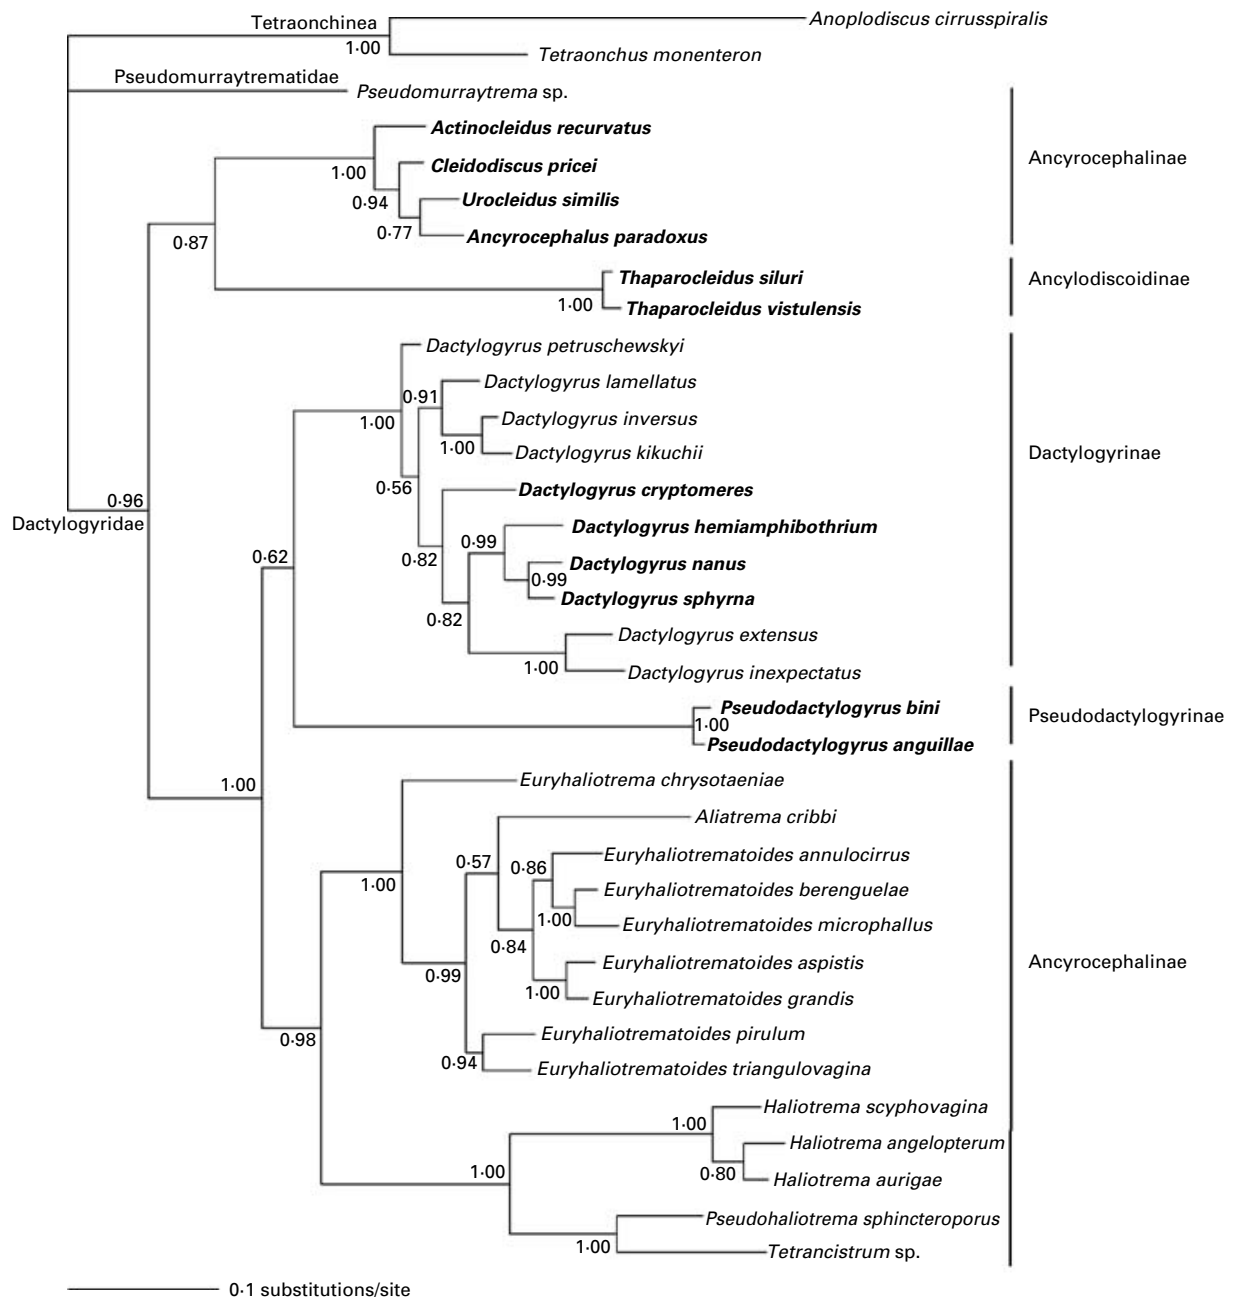 Tetraonchinea
Anoplodiscus cirrusspiralis
1·00
Tetraonchus monenteron
Pseudomurraytrematidae
Pseudomurraytrema sp.
Actinocleidus recurvatus
Ancyrocephalinae
1·00
Cleidodiscus pricei
0·94
Urocleidus similis
0·77
Ancyrocephalus paradoxus
0·87
Thaparocleidus siluri
Ancylodiscoidinae
1·00
Thaparocleidus vistulensis
Dactylogyrus petruschewskyi
Dactylogyrus lamellatus
0·91
1·00
Dactylogyrus inversus
1·00
Dactylogyrus kikuchii
Dactylogyrinae
0·56
Dactylogyrus cryptomeres
0·96
Dactylogyridae
Dactylogyrus hemiamphibothrium
0·99
0·62
0·82
Dactylogyrus nanus
0·99
Dactylogyrus sphyrna
0·82
Dactylogyrus extensus
1·00
Dactylogyrus inexpectatus
Pseudodactylogyrus bini
Pseudodactylogyrinae
1·00
Pseudodactylogyrus anguillae
1·00
Euryhaliotrema chrysotaeniae
Aliatrema cribbi
0·57
0·86
Euryhaliotrematoides annulocirrus
1·00
Euryhaliotrematoides berenguelae
1·00
Euryhaliotrematoides microphallus
0·84
Euryhaliotrematoides aspistis
Ancyrocephalinae
0·99
1·00
Euryhaliotrematoides grandis
0·98
Euryhaliotrematoides pirulum
0·94
Euryhaliotrematoides triangulovagina
Haliotrema scyphovagina
1·00
Haliotrema angelopterum
1·00
0·80
Haliotrema aurigae
Pseudohaliotrema sphincteroporus
1·00
Tetrancistrum sp.
0·1 substitutions/site